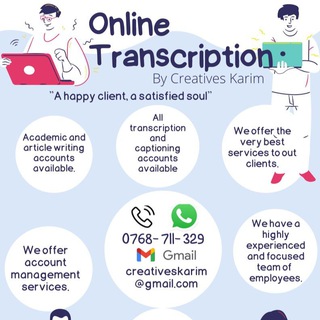 Online
Transcription
By Creatives Karim
"A happy client, a satisfied soul"
Academic and
article writing
accounts
available.
All
transcription
and
captioning
accounts
available
We offer the
very best
services to out
clients.
We offer
account
management
services.
0768-711-329
Gmail
creativeskarim
@gmail.com
We have a
highly
experienced
and focused
team of
employees.